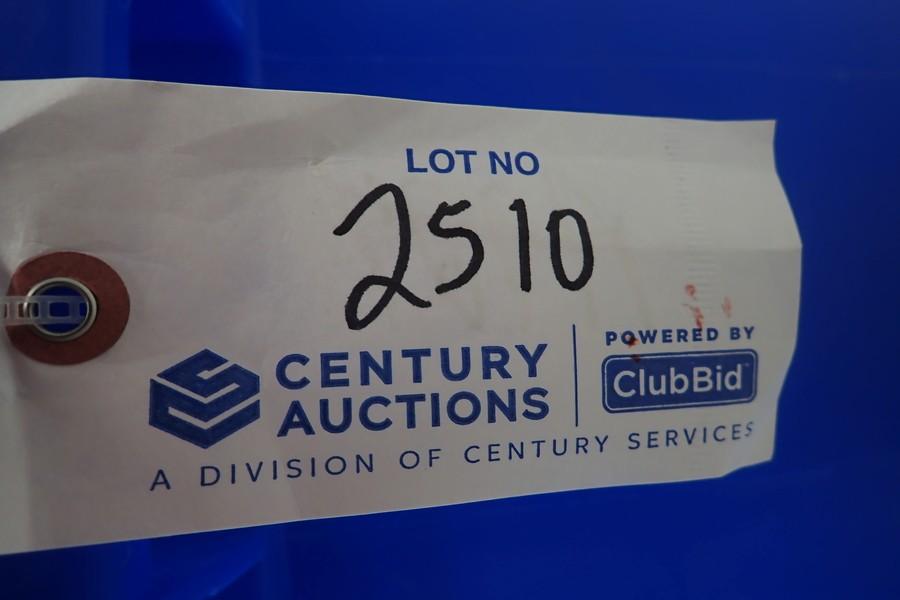 LOT NO
2510
CENTURY
AUCTIONS
POWERED BY
ClubBid
A DIVISION OF CENTURY SERVICES